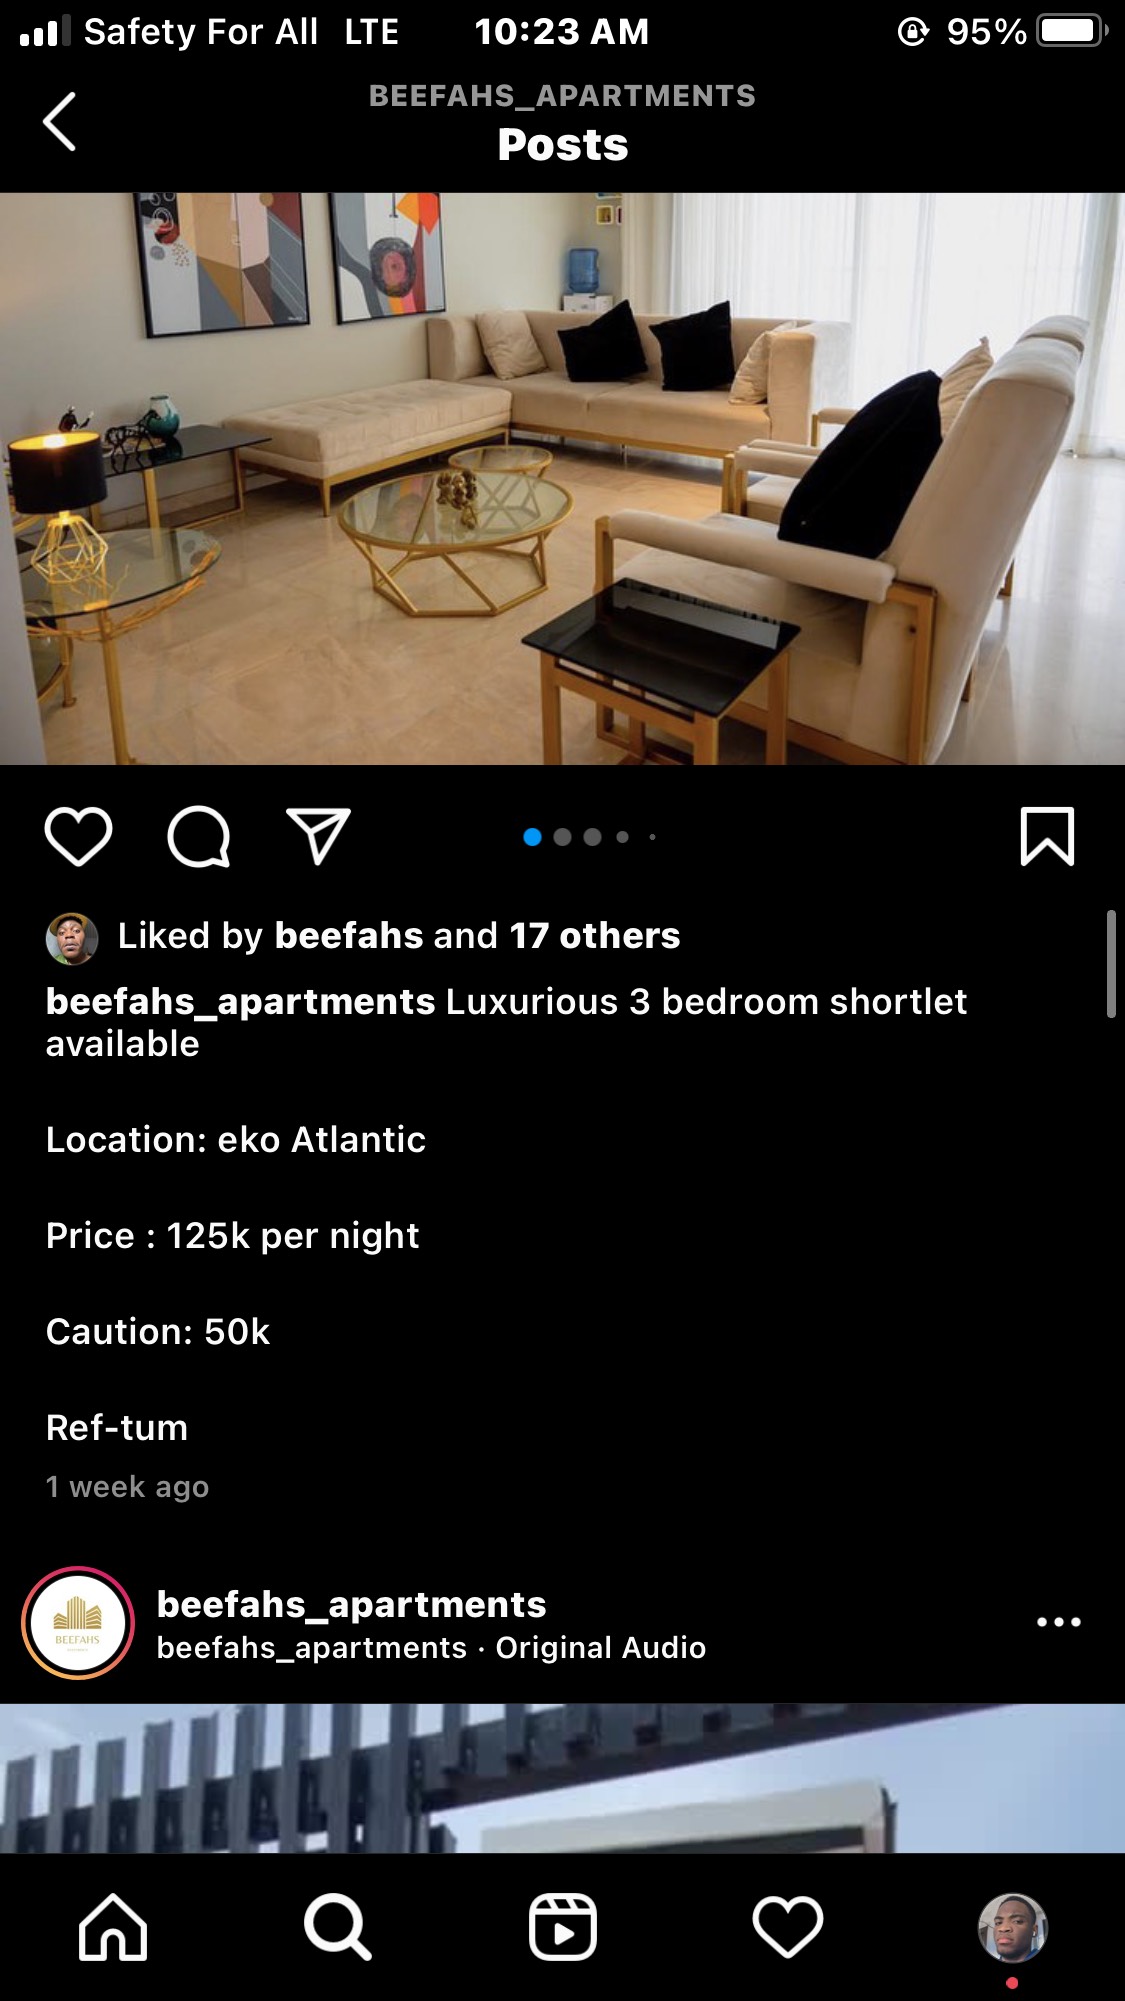 Safety For All LTE 10:23 AM 95%
BEEFAHS_APARTMENTS
Posts
Liked by beefahs and 17 others
beefahs_apartments Luxurious 3 bedroom shortlet
available
Location: eko Atlantic
Price : 125k per night
Caution: 50k
Ref-tum
1 week ago
BEEFAHS
beefahs_apartments
beefahs_apartments · Original Audio